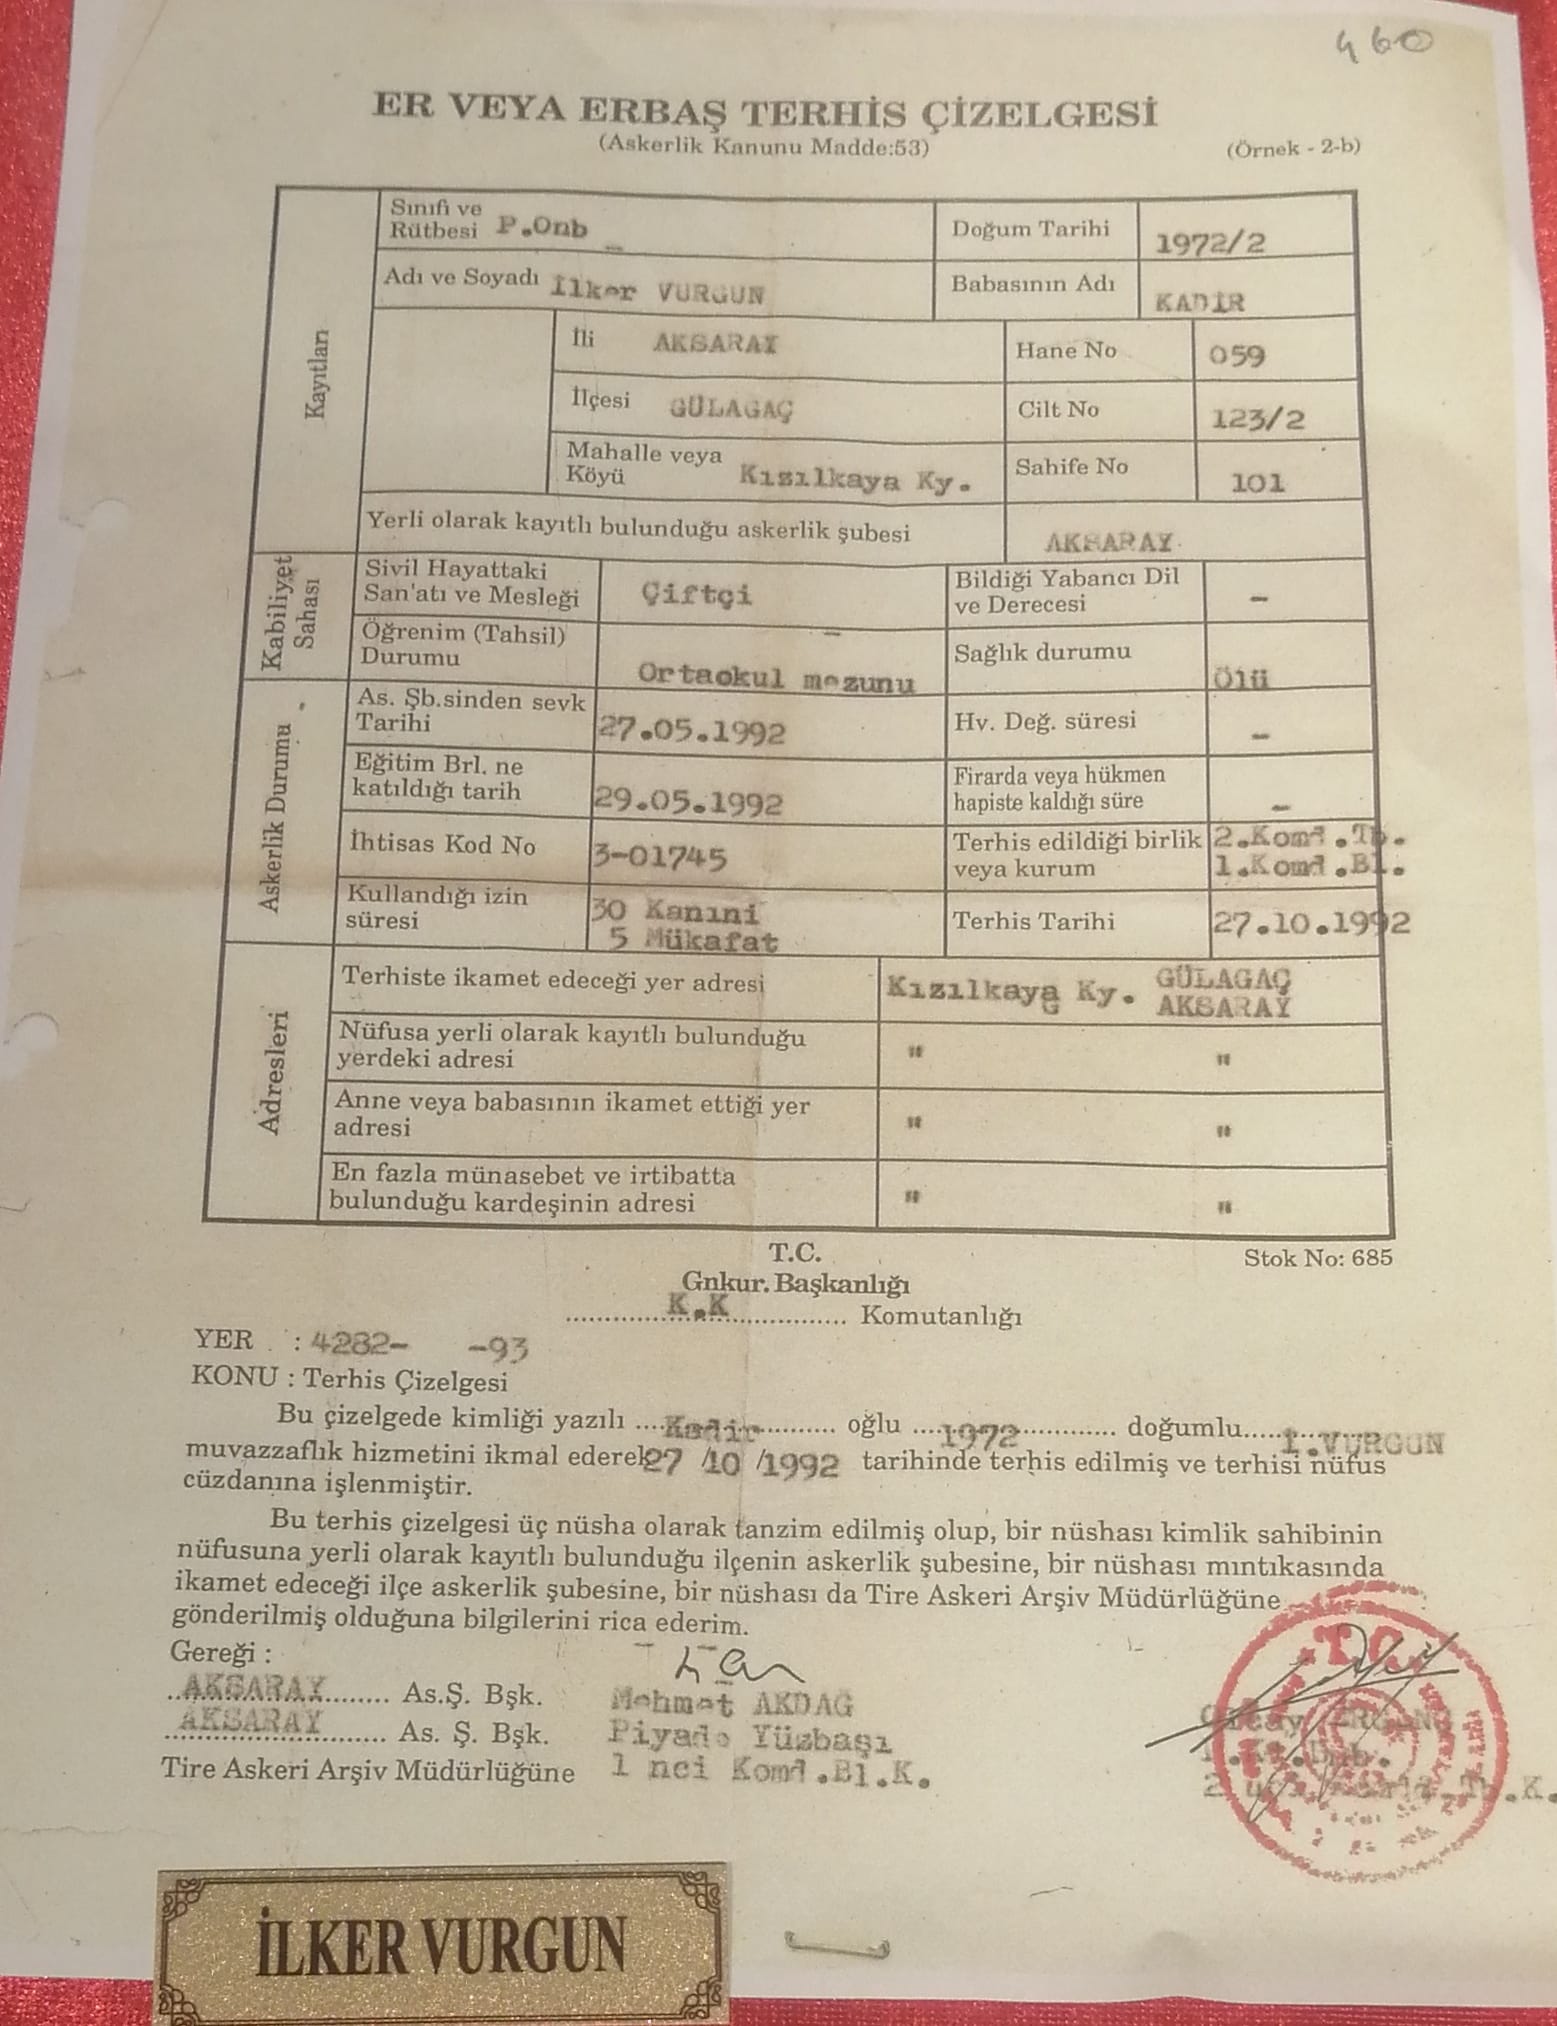 460
ER VEYA ERBAŞ TERHİS ÇİZELGESİ
(Askerlik Kanunu Madde:53)
(Örnek - 2-b)
Kayıtları
Sınıfı ve
Rütbesi P.Onb
Doğum Tarihi 1972/2
Adı ve Soyadı İlker VURGUN
Babasının Adı KADİR
İli AKSARAY
Hane No 059
İlçesi GÜLAGAÇ
Cilt No 123/2
Mahalle veya
Köyü Kızılkaya Ky.
Sahife No 101
Yerli olarak kayıtlı bulunduğu askerlik şubesi AKSARAY
Kabiliyet
Sahası
Sivil Hayattaki
San'atı ve Mesleği Çiftçi
Bildiği Yabancı Dil
ve Derecesi -
Öğrenim (Tahsil)
Durumu Ortaokul mezunu
Sağlık durumu Ölü
Askerlik Durumu
As. Şb.sinden sevk
Tarihi 27.05.1992
Hv. Değ. süresi -
Eğitim Brl. ne
katıldığı tarih 29.05.1992
Firarda veya hükmen
hapiste kaldığı süre -
İhtisas Kod No 3-01745
Terhis edildiği birlik 2.Komd.Tb.
veya kurum 1.Komd.Bl.
Kullandığı izin 30 Kanıni
süresi 5 Mükafat
Terhis Tarihi 27.10.1992
Adresleri
Terhiste ikamet edeceği yer adresi Kızılkaya Ky. GÜLAGAÇ
AKSARAY
Nüfusa yerli olarak kayıtlı bulunduğu
yerdeki adresi " "
Anne veya babasının ikamet ettiği yer
adresi " "
En fazla münasebet ve irtibatta
bulunduğu kardeşinin adresi " "
T.C.
Stok No: 685
Gnkur. Başkanlığı
K.K Komutanlığı
YER : 4282- -93
KONU : Terhis Çizelgesi
Bu çizelgede kimliği yazılı ....Kadir.......... oğlu ....1972............ doğumlu.....İ.VURGUN
muvazzaflık hizmetini ikmal ederek 27 /10 /1992 tarihinde terhis edilmiş ve terhisi nüfus
cüzdanına işlenmiştir.
Bu terhis çizelgesi üç nüsha olarak tanzim edilmiş olup, bir nüshası kimlik sahibinin
nüfusuna yerli olarak kayıtlı bulunduğu ilçenin askerlik şubesine, bir nüshası mıntıkasında
ikamet edeceği ilçe askerlik şubesine, bir nüshası da Tire Askeri Arşiv Müdürlüğüne
gönderilmiş olduğuna bilgilerini rica ederim.
Gereği :
AKSARAY As.Ş. Bşk.
AKSARAY As. Ş. Bşk.
Tire Askeri Arşiv Müdürlüğüne
Mehmet AKDAĞ
Piyade Yüzbaşı
1 nci Komd.Bl.K.
T.C.
İLKER VURGUN